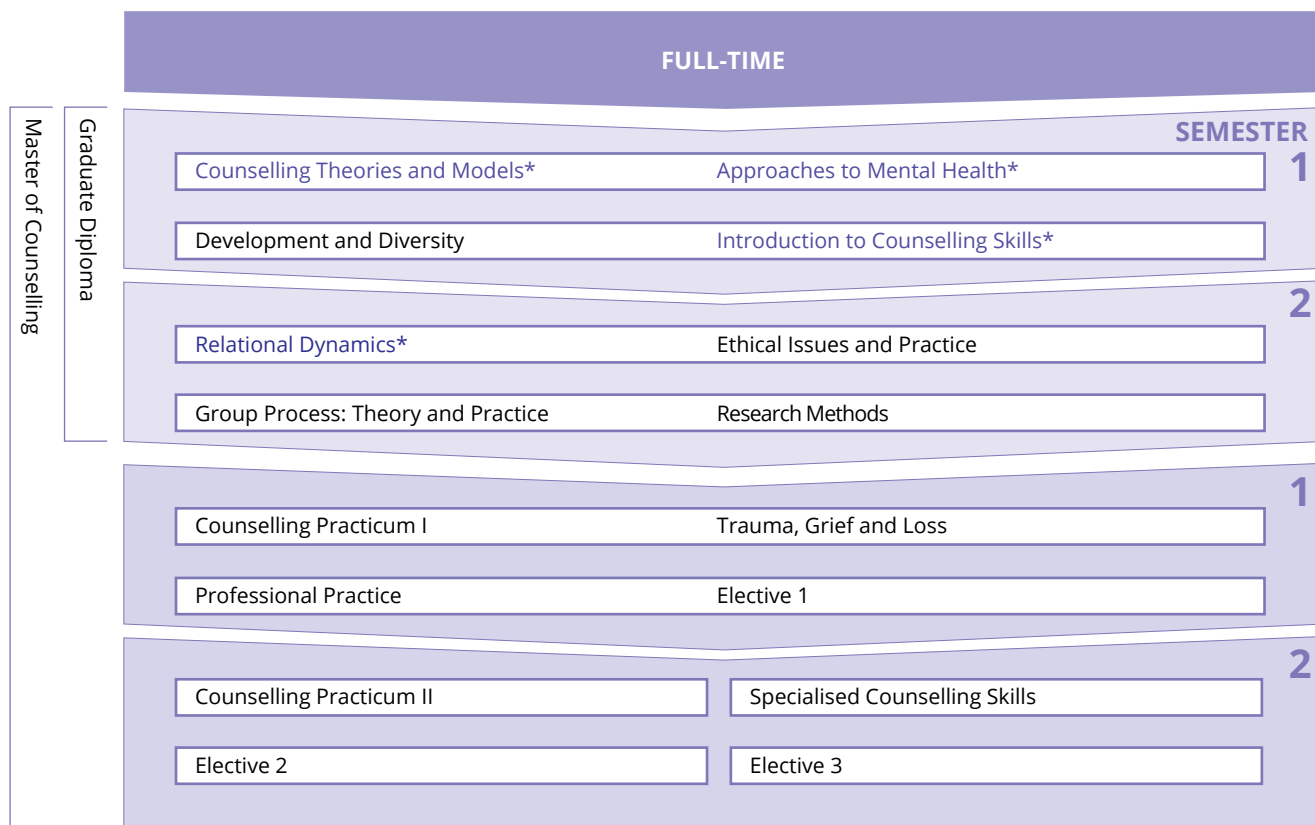 FULL-TIME
Master of Counselling
Graduate Diploma
SEMESTER
1
Counselling Theories and Models* Approaches to Mental Health*
Development and Diversity Introduction to Counselling Skills*
2
Relational Dynamics* Ethical Issues and Practice
Group Process: Theory and Practice Research Methods
1
Counselling Practicum I Trauma, Grief and Loss
Professional Practice Elective 1
2
Counselling Practicum II Specialised Counselling Skills
Elective 2 Elective 3